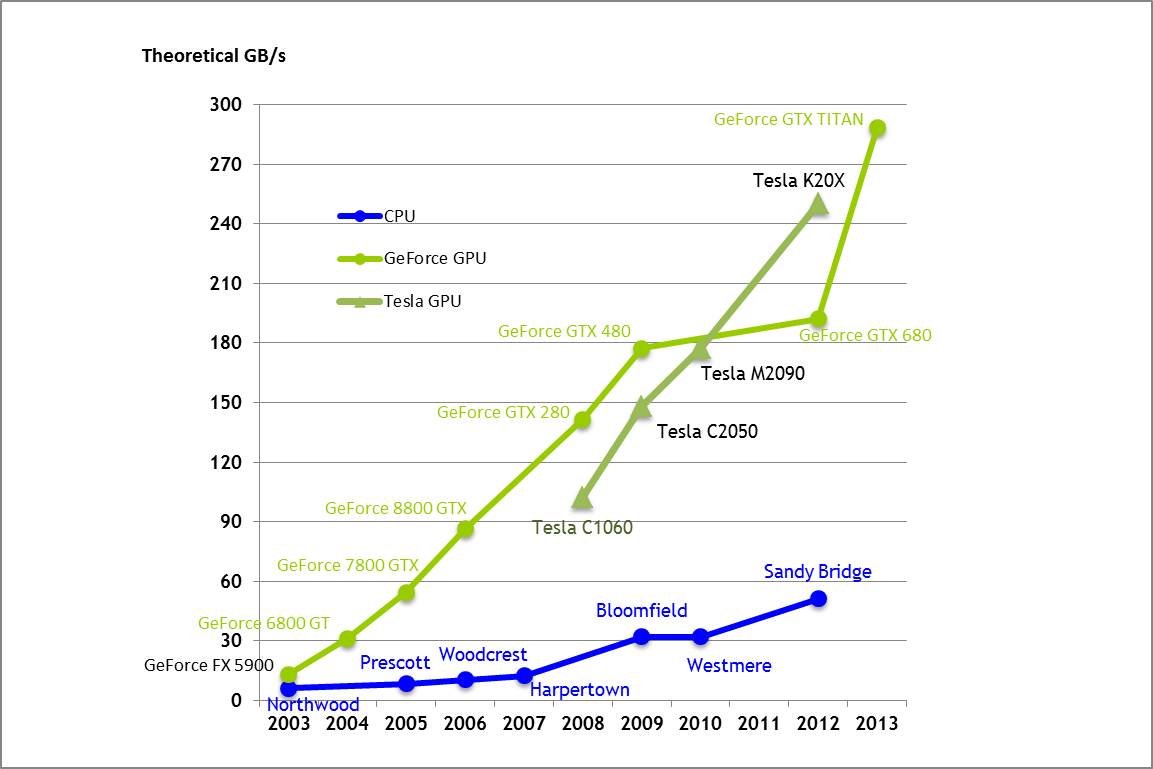 Theoretical GB/s
300
GeForce GTX TITAN
270
Tesla K20X
240
CPU
GeForce GPU
210
Tesla GPU
GeForce GTX 480
GeForce GTX 680
180
Tesla M2090
150
GeForce GTX 280
Tesla C2050
120
GeForce 8800 GTX
90
Tesla C1060
GeForce 7800 GTX
60
Sandy Bridge
Bloomfield
GeForce 6800 GT
30
Woodcrest
GeForce FX 5900
Prescott
Westmere
Harpertown
0
Northwood
2003 2004 2005 2006 2007 2008 2009 2010 2011 2012 2013